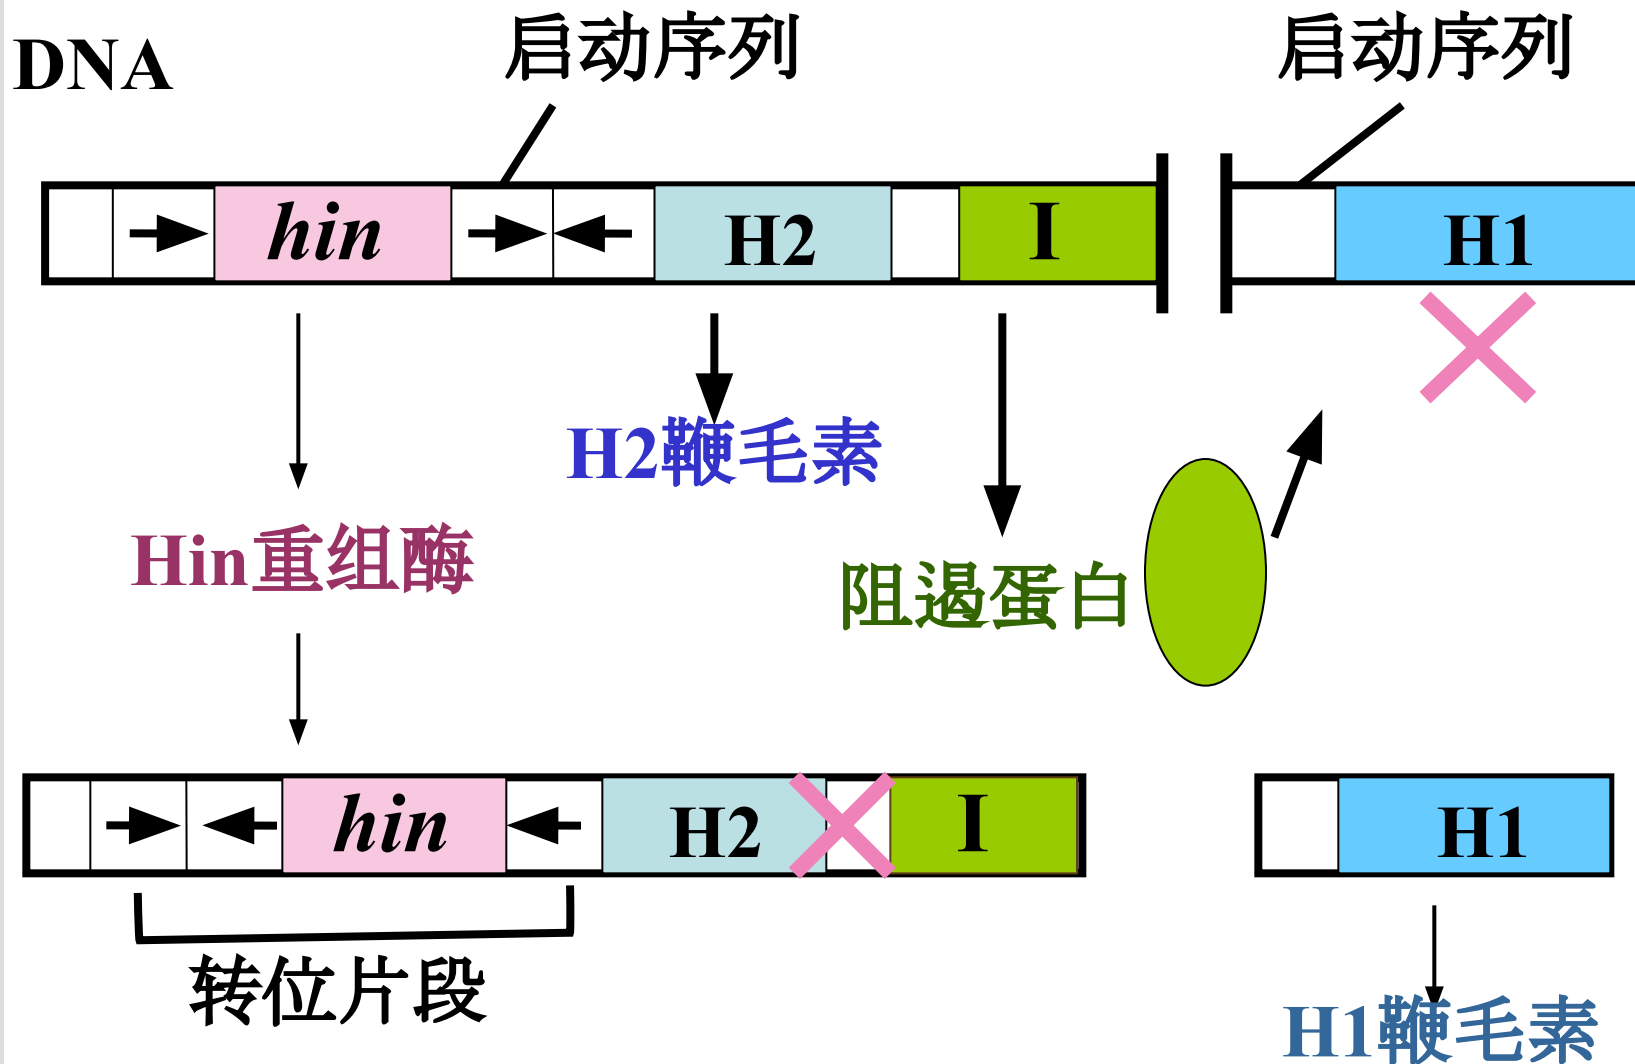 DNA
启动序列
启动序列
hin
H2
I
H1
H2鞭毛素
Hin重组酶
阻遏蛋白
hin
H2
I
H1
转位片段
H1鞭毛素